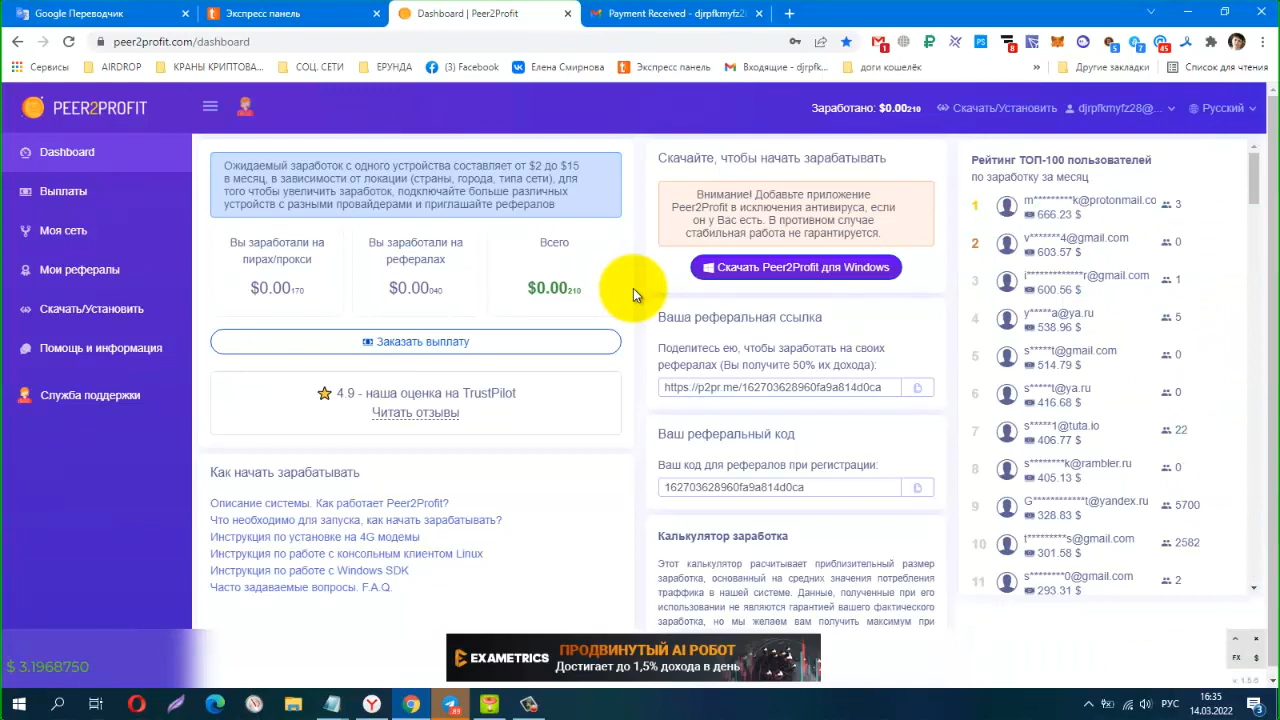 Google Переводчик
Экспресс панель
Dashboard | Peer2Profit
Payment Received - djrpfkmyfz2
peer2profit.com/dashboard
1
8
5
7
45
Сервисы
AIRDROP
КРАНЫ КРИПТОВА...
СОЦ. СЕТИ
ЕРУНДА
(3) Facebook
Елена Смирнова
Экспресс панель
Входящие - djrpfk...
доги кошелёк
»
Другие закладки
Список для чтения
PEER2PROFIT
Заработано: $0.00210
Скачать/Установить
djrpfkmyfz28@...
Русский
Dashboard
Выплаты
Моя сеть
Мои рефералы
Скачать/Установить
Помощь и информация
Служба поддержки
$ 3.1968750
Ожидаемый заработок с одного устройства составляет от $2 до $15
в месяц, в зависимости от локации (страны, города, типа сети), для
того чтобы увеличить заработок, подключайте больше различных
устройств с разными провайдерами и приглашайте рефералов
Вы заработали на
пирах/прокси
$0.00170
Вы заработали на
рефералах
$0.00040
Всего
$0.00210
Заказать выплату
4.9 - наша оценка на TrustPilot
Читать отзывы
Как начать зарабатывать
Описание системы. Как работает Peer2Profit?
Что необходимо для запуска, как начать зарабатывать?
Инструкция по установке на 4G модемы
Инструкция по работе с консольным клиентом Linux
Инструкция по работе с Windows SDK
Часто задаваемые вопросы. F.A.Q.
Скачайте, чтобы начать зарабатывать
Внимание! Добавьте приложение
Peer2Profit в исключения антивируса, если
он у Вас есть. В противном случае
стабильная работа не гарантируется.
Скачать Peer2Profit для Windows
Ваша реферальная ссылка
Поделитесь ею, чтобы заработать на своих
рефералах (Вы получите 50% их дохода):
https://p2pr.me/162703628960fa9a814d0ca
Ваш реферальный код
Ваш код для рефералов при регистрации:
162703628960fa9a814d0ca
Калькулятор заработка
Этот калькулятор расчитывает приблизительный размер
заработка, основанный на средних значения потребления
траффика в нашей системе. Данные, полученные при его
использовании не являются гарантией вашего фактического
заработка, но мы желаем вам получить максимум при
Рейтинг ТОП-100 пользователей
по заработку за месяц
1 m*********k@protonmail.co 3
666.23 $
2 v*******4@gmail.com 0
603.57 $
3 i**************r@gmail.com 1
600.56 $
4 y*****a@ya.ru 5
538.96 $
5 s*****t@gmail.com 0
514.79 $
6 s*****t@ya.ru 0
416.68 $
7 s*****1@tuta.io 22
406.77 $
8 s*******k@rambler.ru 0
405.13 $
9 G************t@yandex.ru 5700
328.83 $
10 t*********s@gmail.com 2582
301.58 $
11 s********0@gmail.com 2
293.31 $
EXAMETRICS
ПРОДВИНУТЫЙ AI РОБОТ
Достигает до 1,5% дохода в день
FX
$
v 1.5.6
РУС
16:35
14.03.2022
3